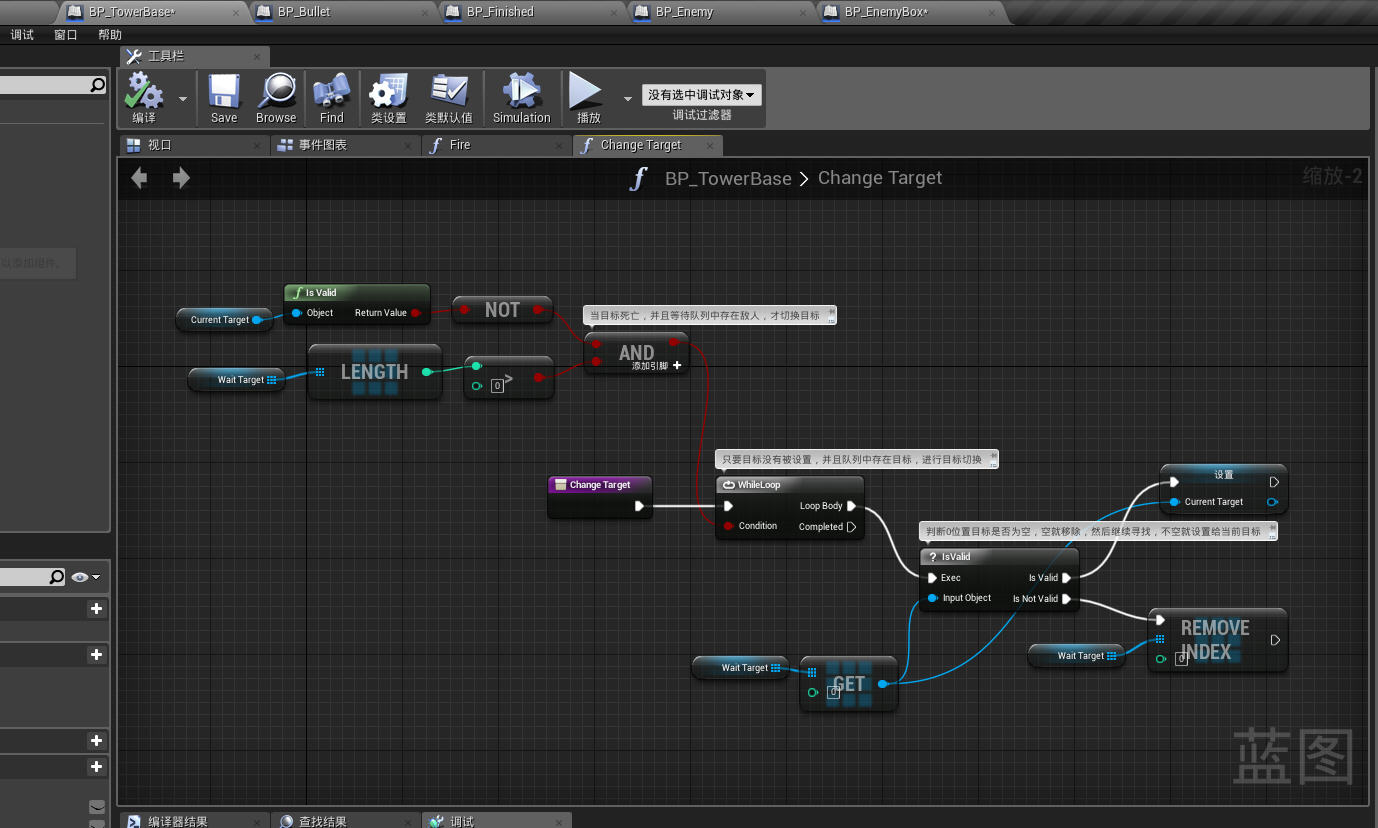 BP_TowerBase*
BP_Bullet
BP_Finished
BP_Enemy
BP_EnemyBox*
调试 窗口 帮助
工具栏
编译
Save
Browse
Find
类设置
类默认值
Simulation
播放
没有选中调试对象
调试过滤器
视口
事件图表
Fire
Change Target
BP_TowerBase > Change Target
缩放-2
以添加组件。
Is Valid
Current Target
Object
Return Value
NOT
当目标死亡，并且等待队列中存在敌人，才切换目标
Wait Target
LENGTH
0
>
AND
添加引脚
只要目标没有被设置，并且队列中存在目标，进行目标切换
Change Target
WhileLoop
Loop Body
Condition
Completed
设置
Current Target
判断0位置目标是否为空，空就移除，然后继续寻找，不空就设置给当前目标
IsValid
Exec
Is Valid
Input Object
Is Not Valid
Wait Target
GET
0
Wait Target
REMOVE
INDEX
0
蓝图
编译器结果
查找结果
调试